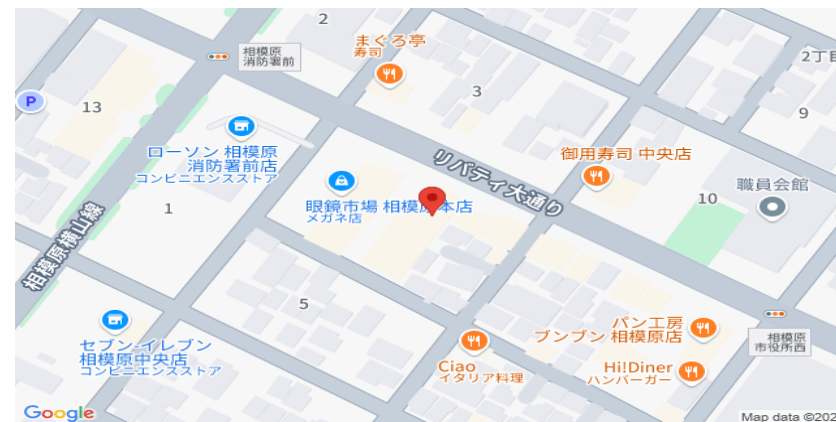 2
相模原
消防署前
まぐろ亭
寿司
2丁目
P
13
3
9
ローソン 相模原
消防署前店
コンビニエンスストア
リバティ大通り
御用寿司 中央店
職員会館
眼鏡市場 相模原本店
メガネ店
1
10
相模原横山線
5
セブン-イレブン
相模原中央店
コンビニエンスストア
パン工房
ブンブン 相模原店
相模原
市役所西
Ciao
イタリア料理
Hi!Diner
ハンバーガー
Google
Map data ©202